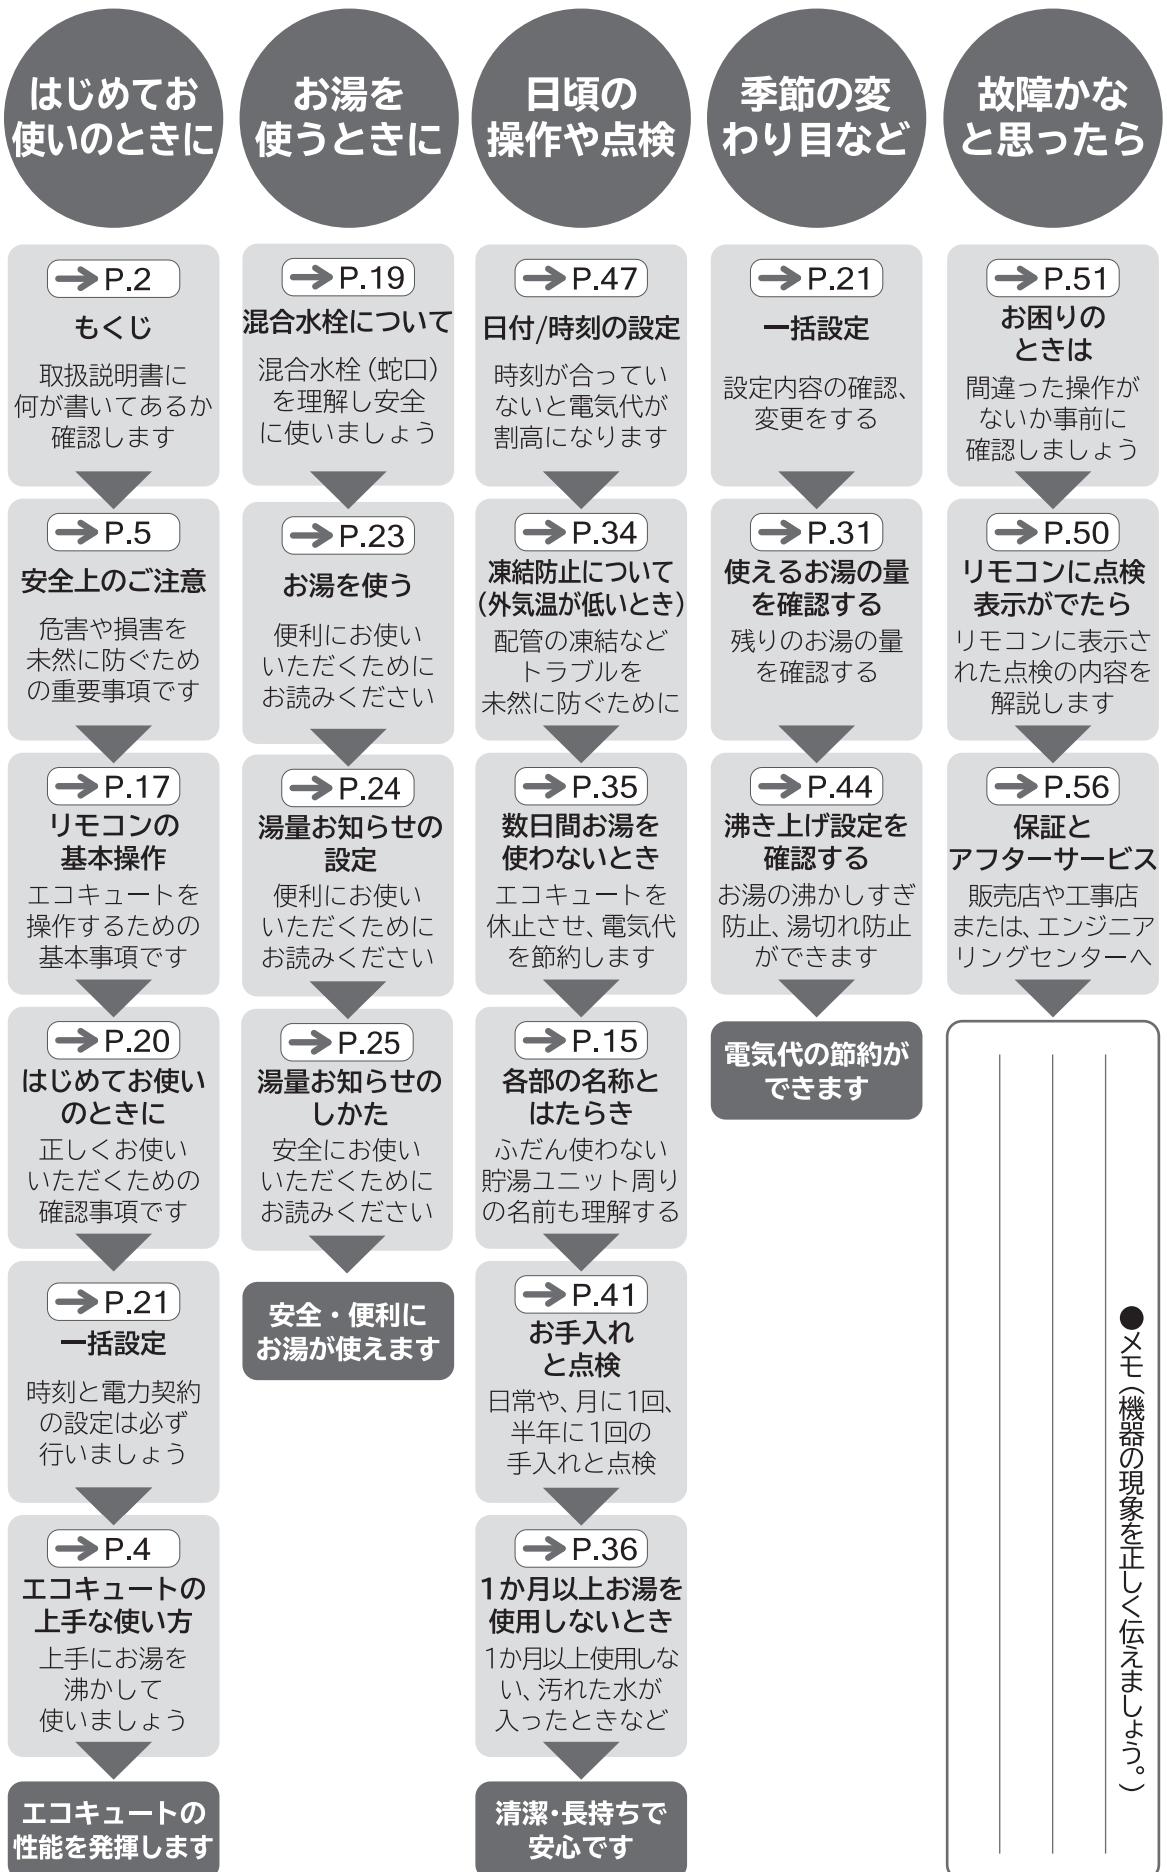 はじめてお
使いのときに
→P.2
もくじ
取扱説明書に
何が書いてあるか
確認します
→P.5
安全上のご注意
危害や損害を
未然に防ぐため
の重要事項です
→P.17
リモコンの
基本操作
エコキュートを
操作するための
基本事項です
→P.20
はじめてお使い
のときに
正しくお使い
いただくための
確認事項です
→P.21
一括設定
時刻と電力契約
の設定は必ず
行いましょう
→P.4
エコキュートの
上手な使い方
上手にお湯を
沸かして
使いましょう
エコキュートの
性能を発揮します
お湯を
使うときに
→P.19
混合水栓について
混合水栓(蛇口)
を理解し安全
に使いましょう
→P.23
お湯を使う
便利にお使い
いただくために
お読みください
→P.24
湯量お知らせの
設定
便利にお使い
いただくために
お読みください
→P.25
湯量お知らせの
しかた
安全にお使い
いただくために
お読みください
安全・便利に
お湯が使えます
日頃の
操作や点検
→P.47
日付/時刻の設定
時刻が合ってい
ないと電気代が
割高になります
→P.34
凍結防止について
(外気温が低いとき)
配管の凍結など
トラブルを
未然に防ぐために
→P.35
数日間お湯を
使わないとき
エコキュートを
休止させ、電気代
を節約します
→P.15
各部の名称と
はたらき
ふだん使わない
貯湯ユニット周り
の名前も理解する
→P.41
お手入れ
と点検
日常や、月に1回、
半年に1回の
手入れと点検
→P.36
1か月以上お湯を
使用しないとき
1か月以上使用しな
い、汚れた水が
入ったときなど
清潔・長持ちで
安心です
季節の変
わり目など
→P.21
一括設定
設定内容の確認、
変更をする
→P.31
使えるお湯の量
を確認する
残りのお湯の量
を確認する
→P.44
沸き上げ設定を
確認する
お湯の沸かしすぎ
防止、湯切れ防止
ができます
電気代の節約が
できます
故障かな
と思ったら
→P.51
お困りの
ときは
間違った操作が
ないか事前に
確認しましょう
→P.50
リモコンに点検
表示がでたら
リモコンに表示さ
れた点検の内容を
解説します
→P.56
保証と
アフターサービス
販売店や工事店
または、エンジニア
リングセンターへ
●メモ(機器の現象を正しく伝えましょう。)